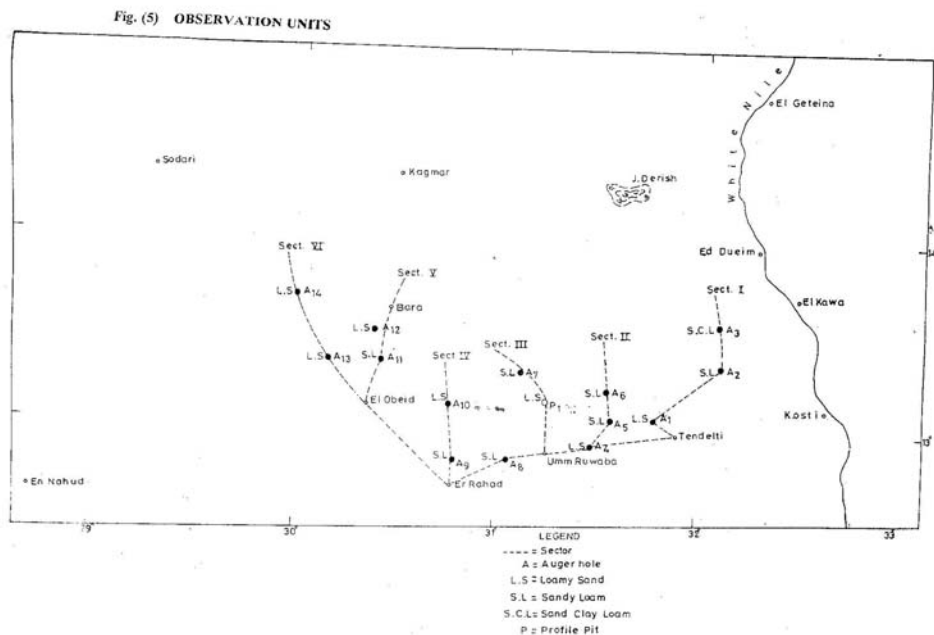 Fig. (5) OBSERVATION UNITS
White Nile
El Geteina
Sodari
Kagmar
J. Derish
Sect. VI
Ed Dueim
14
Sect. V
Sect. I
L.S A14
Bara
El Kawa
L.S A12
S.C.L A3
Sect. III
Sect. II
L.S A13
S.L A11
Sect. IV
S.L A7
S.L A2
S.L A6
El Obeid
L.S A10
L.S P1
Kosti
S.L A5
L.S A1
Tendelti
13°
L.S A4
Umm Ruwaba
S.L A9
S.L A8
En Nahud
Er Rahad
29° 30° 31° 32° 33°
LEGEND
----- = Sector
A = Auger hole
L.S = Loamy Sand
S.L = Sandy Loam
S.C.L = Sand Clay Loam
P = Profile Pit